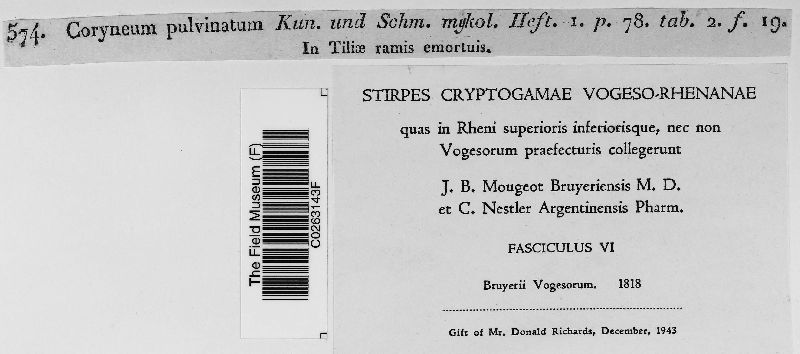 574. Coryneum pulvinatum Kun. und Schm. mykol. Heft. 1. p. 78. tab. 2. f. 19.
In Tiliæ ramis emortuis.
STIRPES CRYPTOGAMAE VOGESO-RHENANAE
quas in Rheni superioris inferiorisque, nec non
Vogesorum praefecturis collegerunt
J. B. Mougeot Bruyeriensis M. D.
et C. Nestler Argentinensis Pharm.
FASCICULUS VI
Bruyerii Vogesorum. 1818
Gift of Mr. Donald Richards, December, 1943
The Field Museum (F)
C0263143F